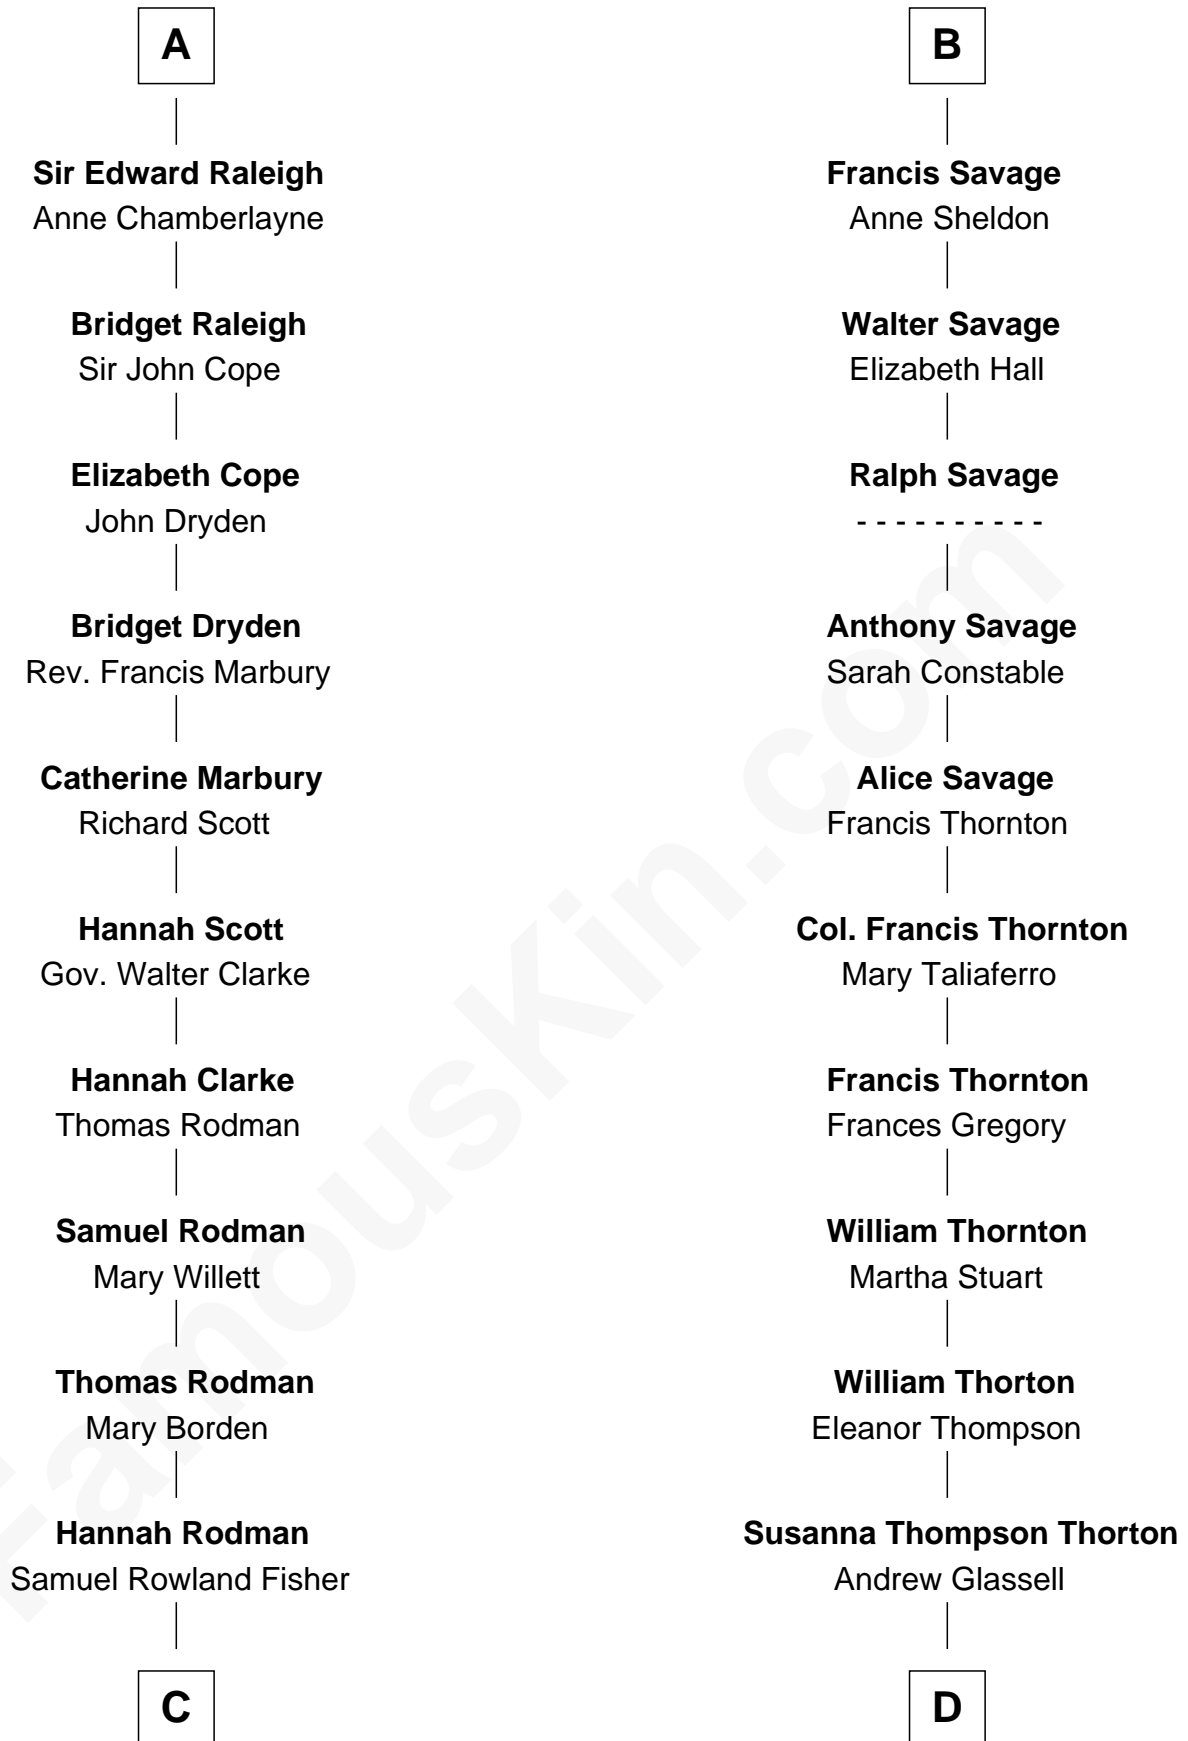 A
Sir Edward Raleigh
Anne Chamberlayne
Bridget Raleigh
Sir John Cope
Elizabeth Cope
John Dryden
Bridget Dryden
Rev. Francis Marbury
Catherine Marbury
Richard Scott
Hannah Scott
Gov. Walter Clarke
Hannah Clarke
Thomas Rodman
Samuel Rodman
Mary Willett
Thomas Rodman
Mary Borden
Hannah Rodman
Samuel Rowland Fisher
C
B
Francis Savage
Anne Sheldon
Walter Savage
Elizabeth Hall
Ralph Savage
- - - - - - - - - -
Anthony Savage
Sarah Constable
Alice Savage
Francis Thornton
Col. Francis Thornton
Mary Taliaferro
Francis Thornton
Frances Gregory
William Thornton
Martha Stuart
William Thorton
Eleanor Thompson
Susanna Thompson Thorton
Andrew Glassell
D
FamousKin.com